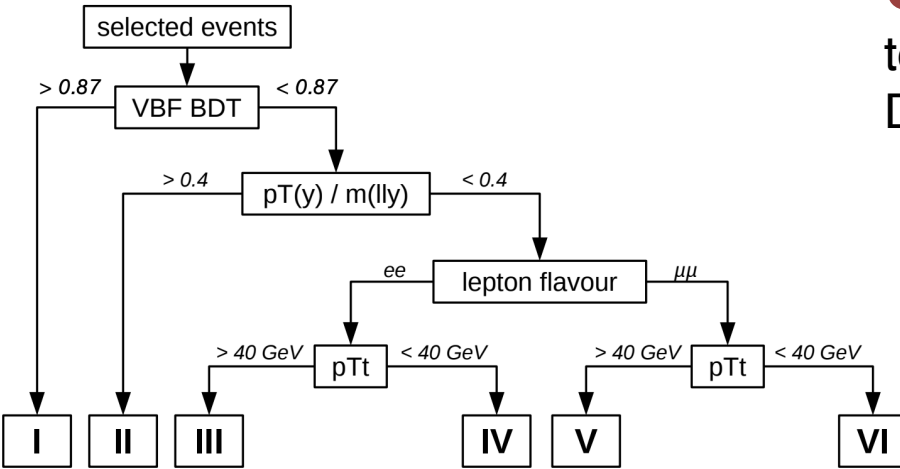 selected events
> 0.87
< 0.87
VBF BDT
> 0.4
< 0.4
pT(y) / m(lly)
ee
μμ
lepton flavour
> 40 GeV
< 40 GeV
> 40 GeV
< 40 GeV
pTt
pTt
I
II
III
IV
V
VI